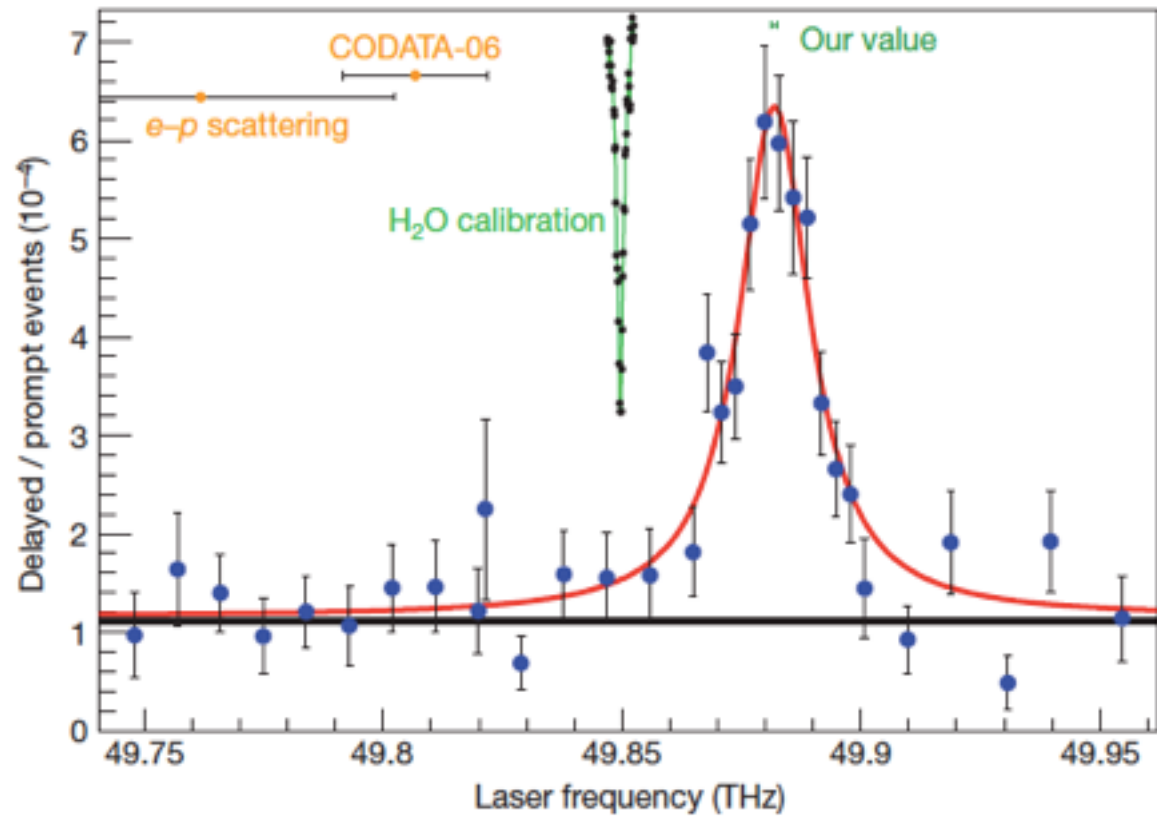 7
6
5
4
3
2
1
0
Delayed / prompt events (10⁻⁴)
CODATA-06
e–p scattering
H₂O calibration
Our value
49.75
49.8
49.85
49.9
49.95
Laser frequency (THz)